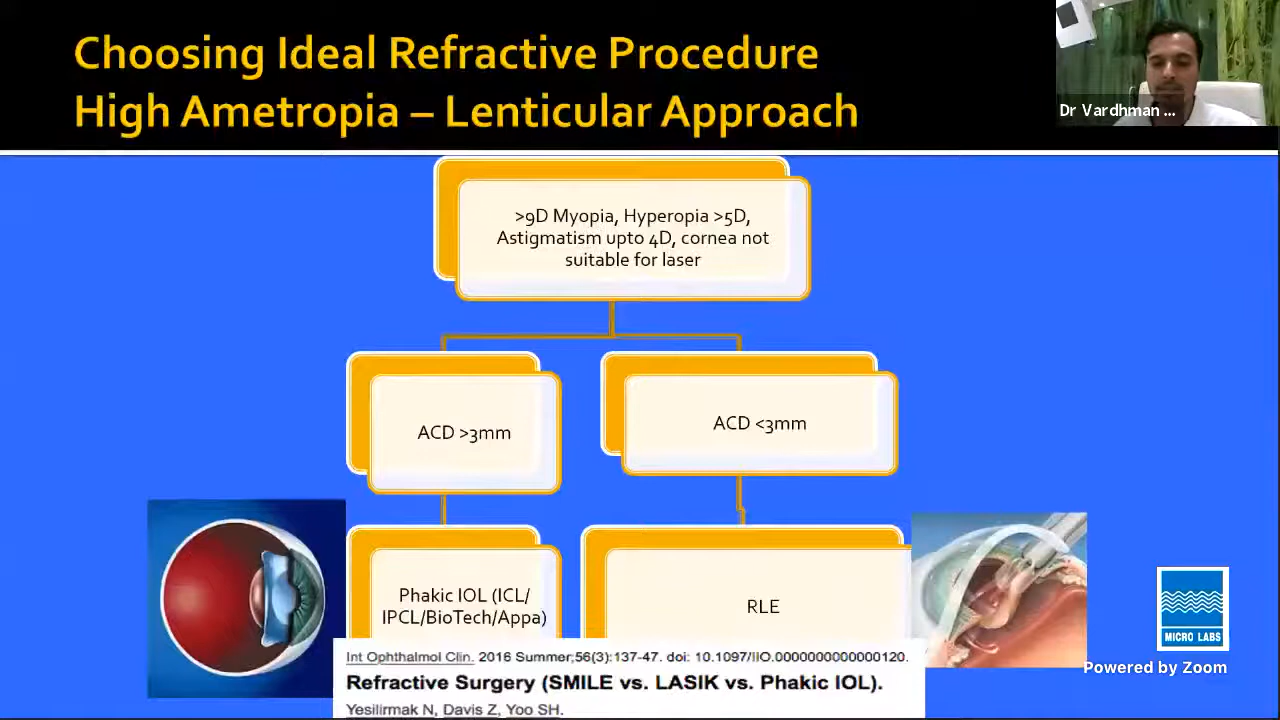 Choosing Ideal Refractive Procedure
High Ametropia – Lenticular Approach
Dr Vardhman ...
>9D Myopia, Hyperopia >5D,
Astigmatism upto 4D, cornea not
suitable for laser
ACD >3mm
ACD <3mm
Phakic IOL (ICL/
IPCL/BioTech/Appa)
RLE
MICRO LABS
Powered by Zoom
Int Ophthalmol Clin. 2016 Summer;56(3):137-47. doi: 10.1097/IIO.0000000000000120.
Refractive Surgery (SMILE vs. LASIK vs. Phakic IOL).
Yesilirmak N, Davis Z, Yoo SH.